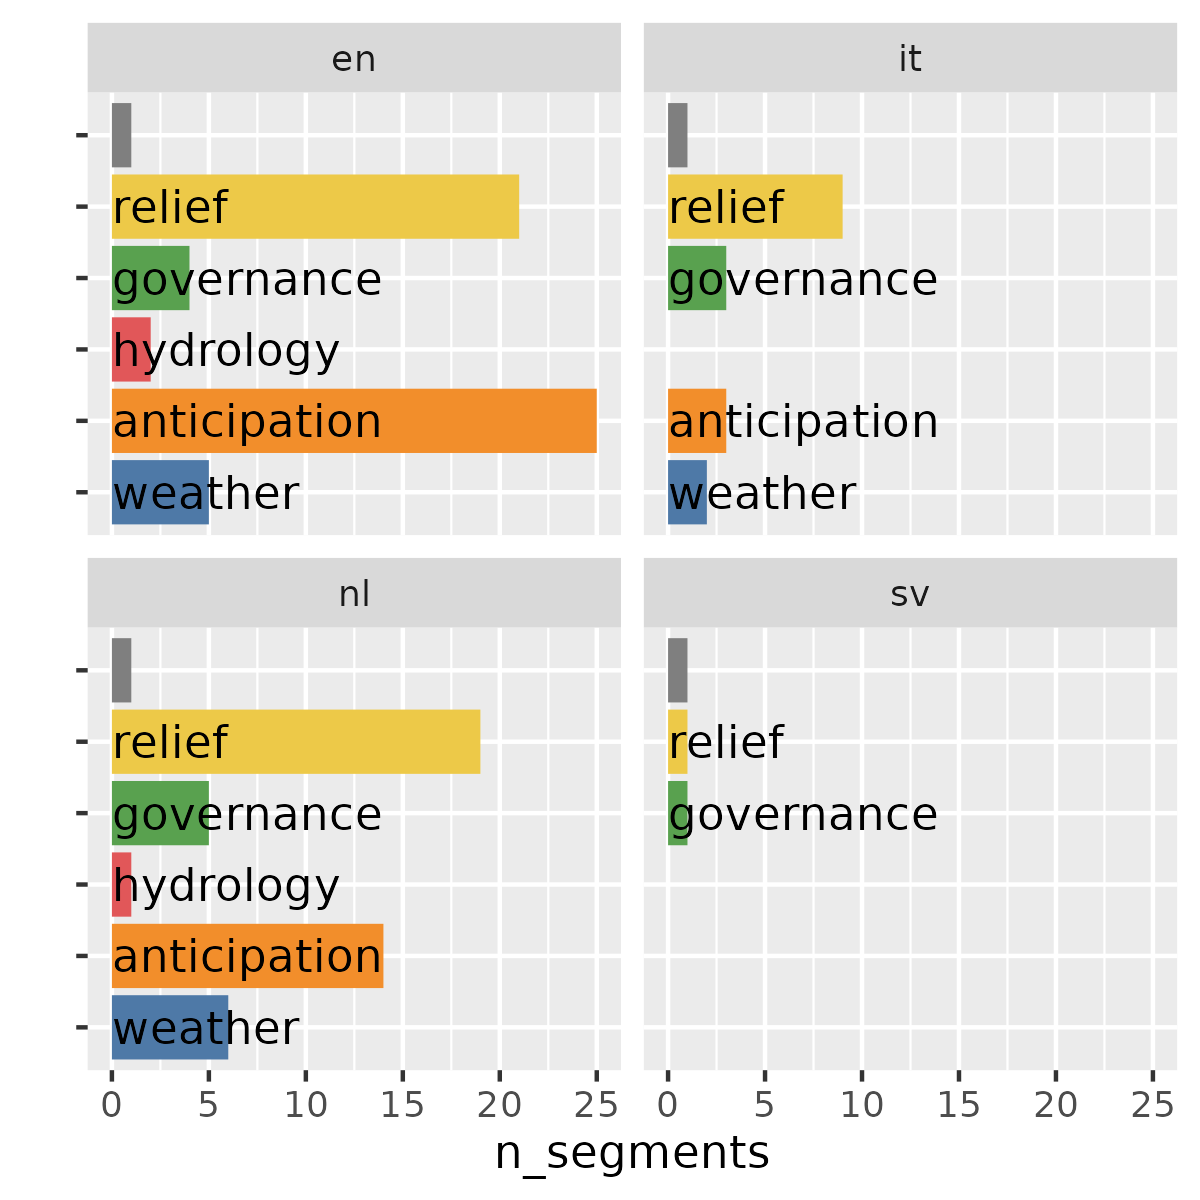 en
relief
governance
hydrology
anticipation
weather
it
relief
governance
anticipation
weather
nl
relief
governance
hydrology
anticipation
weather
sv
relief
governance
0 5 10 15 20 25 0 5 10 15 20 25
n_segments